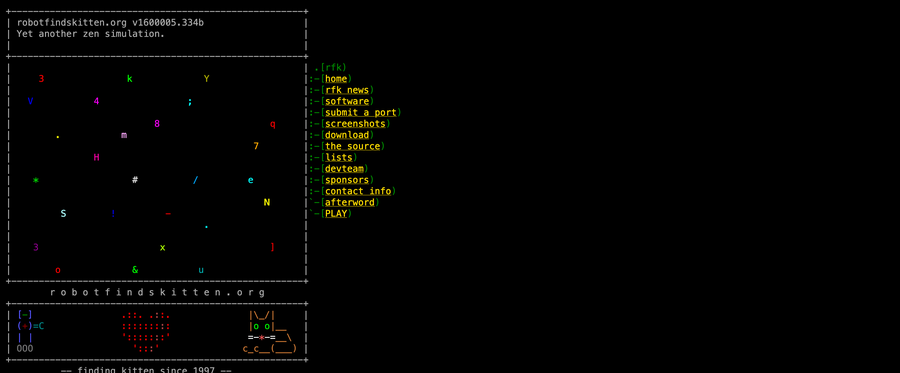 robotfindskitten.org v1600005.334b
Yet another zen simulation.
3 k Y
V 4 ;
. m 8 q
7
H
* # / e
N
S ! -
.
3 x ]
o & u
.[rfk)
:-[home)
:-[rfk news)
:-[software)
:-[submit a port)
:-[screenshots)
:-[download)
:-[the source)
:-[lists)
:-[devteam)
:-[sponsors)
:-[contact info)
`-[afterword)
`-[PLAY)
r o b o t f i n d s k i t t e n . o r g
[-] .::. .::. |\_/|
(+)=C ::::::::: |o o|__
| | ':::::::' =-*-=__\
OOO ':::' c_c__(___)
-- finding kitten since 1997 --